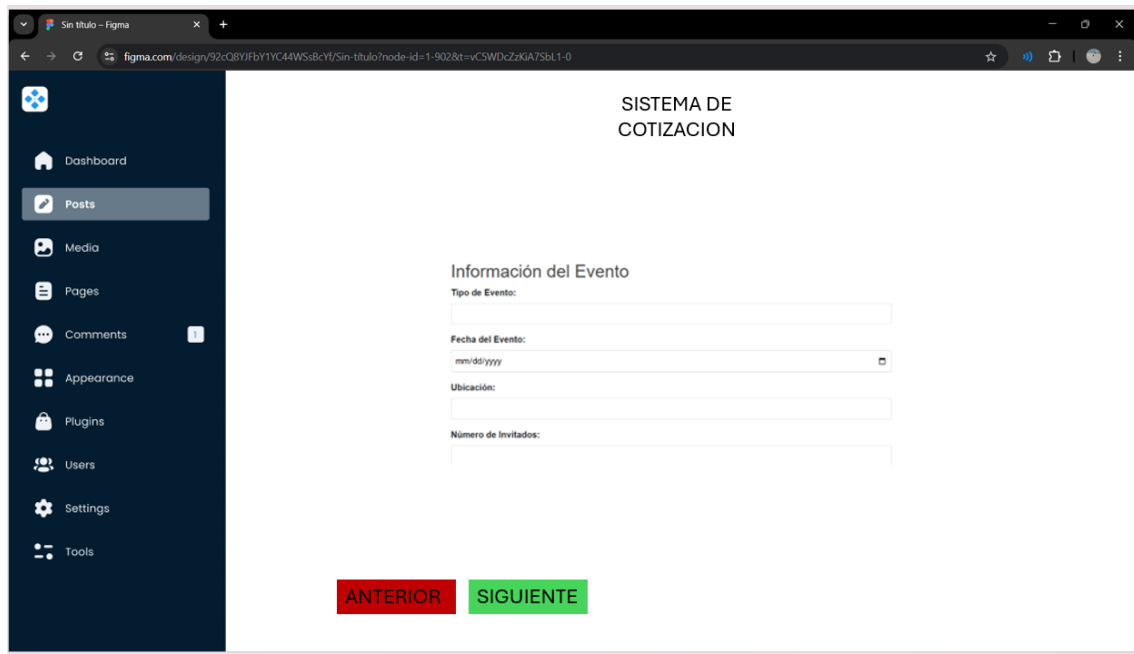 Sin título – Figma
figma.com/design/92cQ8YJFbY1YC44WSsBcYf/Sin-título?node-id=1-902&t=vC5WDcZzKiA7SbL1-0
SISTEMA DE
COTIZACION
Dashboard
Posts
Media
Pages
Comments 1
Appearance
Plugins
Users
Settings
Tools
Información del Evento
Tipo de Evento:
Fecha del Evento:
mm/dd/yyyy
Ubicación:
Número de Invitados:
ANTERIOR SIGUIENTE